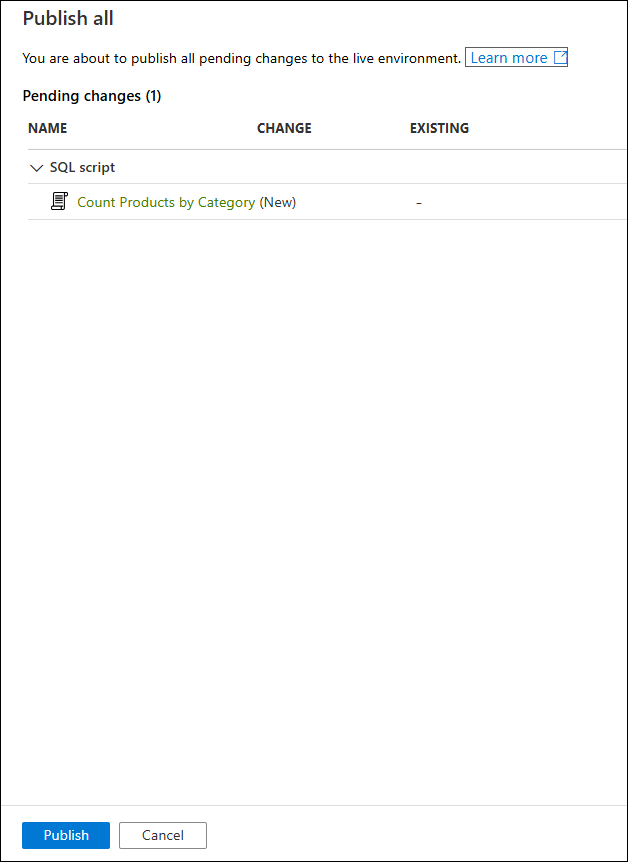 Publish all
You are about to publish all pending changes to the live environment. Learn more
Pending changes (1)
NAME CHANGE EXISTING
SQL script
Count Products by Category (New) -
Publish Cancel